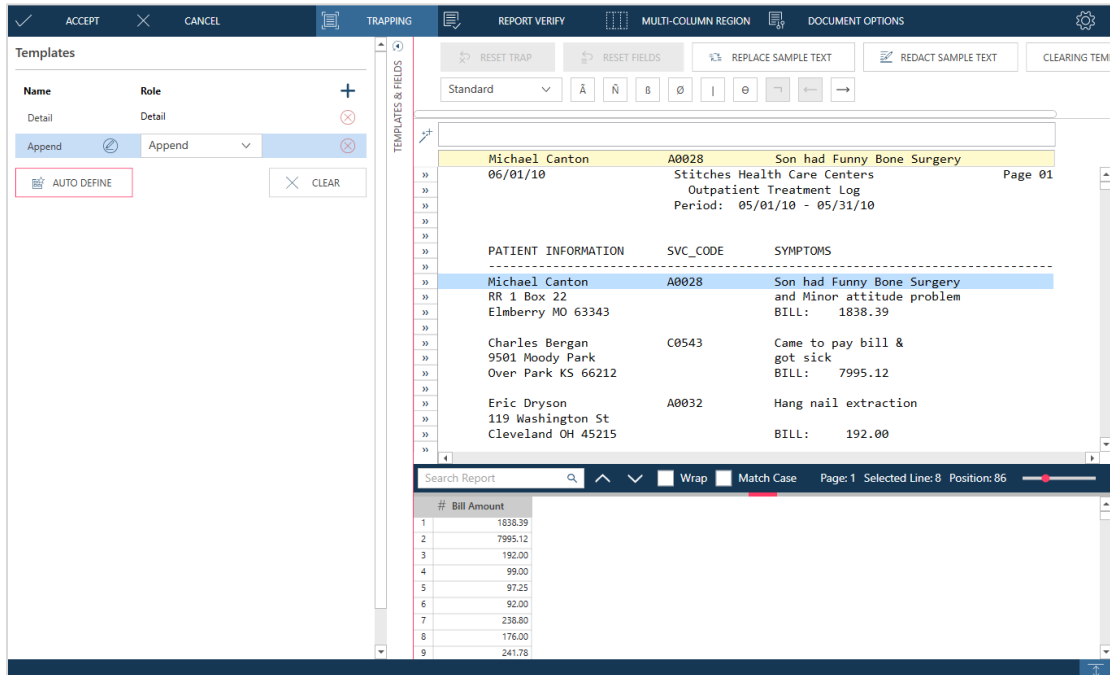 ACCEPT CANCEL TRAPPING REPORT VERIFY MULTI-COLUMN REGION DOCUMENT OPTIONS
Templates
Name Role
Detail Detail
Append Append
AUTO DEFINE CLEAR
TEMPLATES & FIELDS
RESET TRAP RESET FIELDS REPLACE SAMPLE TEXT REDACT SAMPLE TEXT CLEARING TEM
Standard Ã Ñ ß Ø | ɵ ¬ ← →
Michael Canton A0028 Son had Funny Bone Surgery
06/01/10 Stitches Health Care Centers Page 01
Outpatient Treatment Log
Period: 05/01/10 - 05/31/10
PATIENT INFORMATION SVC_CODE SYMPTOMS
-------------------------------------------------------------------------------
Michael Canton A0028 Son had Funny Bone Surgery
RR 1 Box 22 and Minor attitude problem
Elmberry MO 63343 BILL: 1838.39
Charles Bergan C0543 Came to pay bill &
9501 Moody Park got sick
Over Park KS 66212 BILL: 7995.12
Eric Dryson A0032 Hang nail extraction
119 Washington St
Cleveland OH 45215 BILL: 192.00
Search Report Wrap Match Case Page: 1 Selected Line: 8 Position: 86
# Bill Amount
1 1838.39
2 7995.12
3 192.00
4 99.00
5 97.25
6 92.00
7 238.80
8 176.00
9 241.78